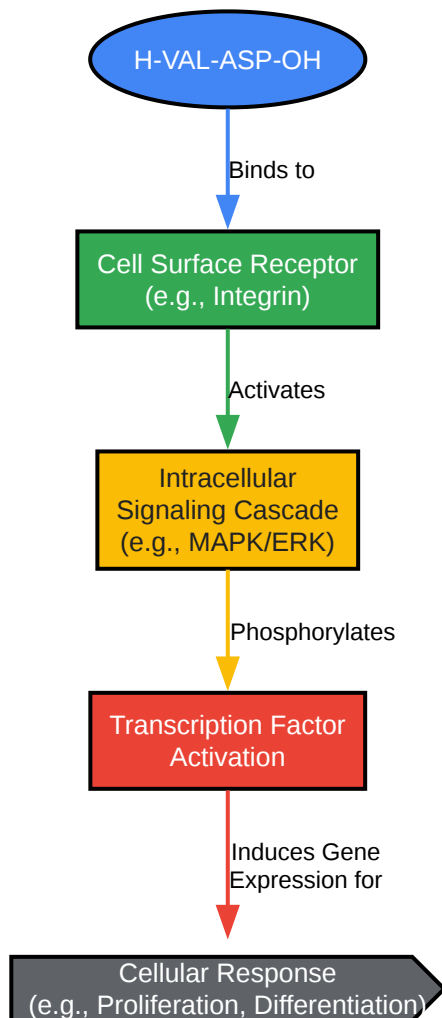 H-VAL-ASP-OH
Binds to
Cell Surface Receptor
(e.g., Integrin)
Activates
Intracellular
Signaling Cascade
(e.g., MAPK/ERK)
Phosphorylates
Transcription Factor
Activation
Induces Gene
Expression for
Cellular Response
(e.g., Proliferation, Differentiation)